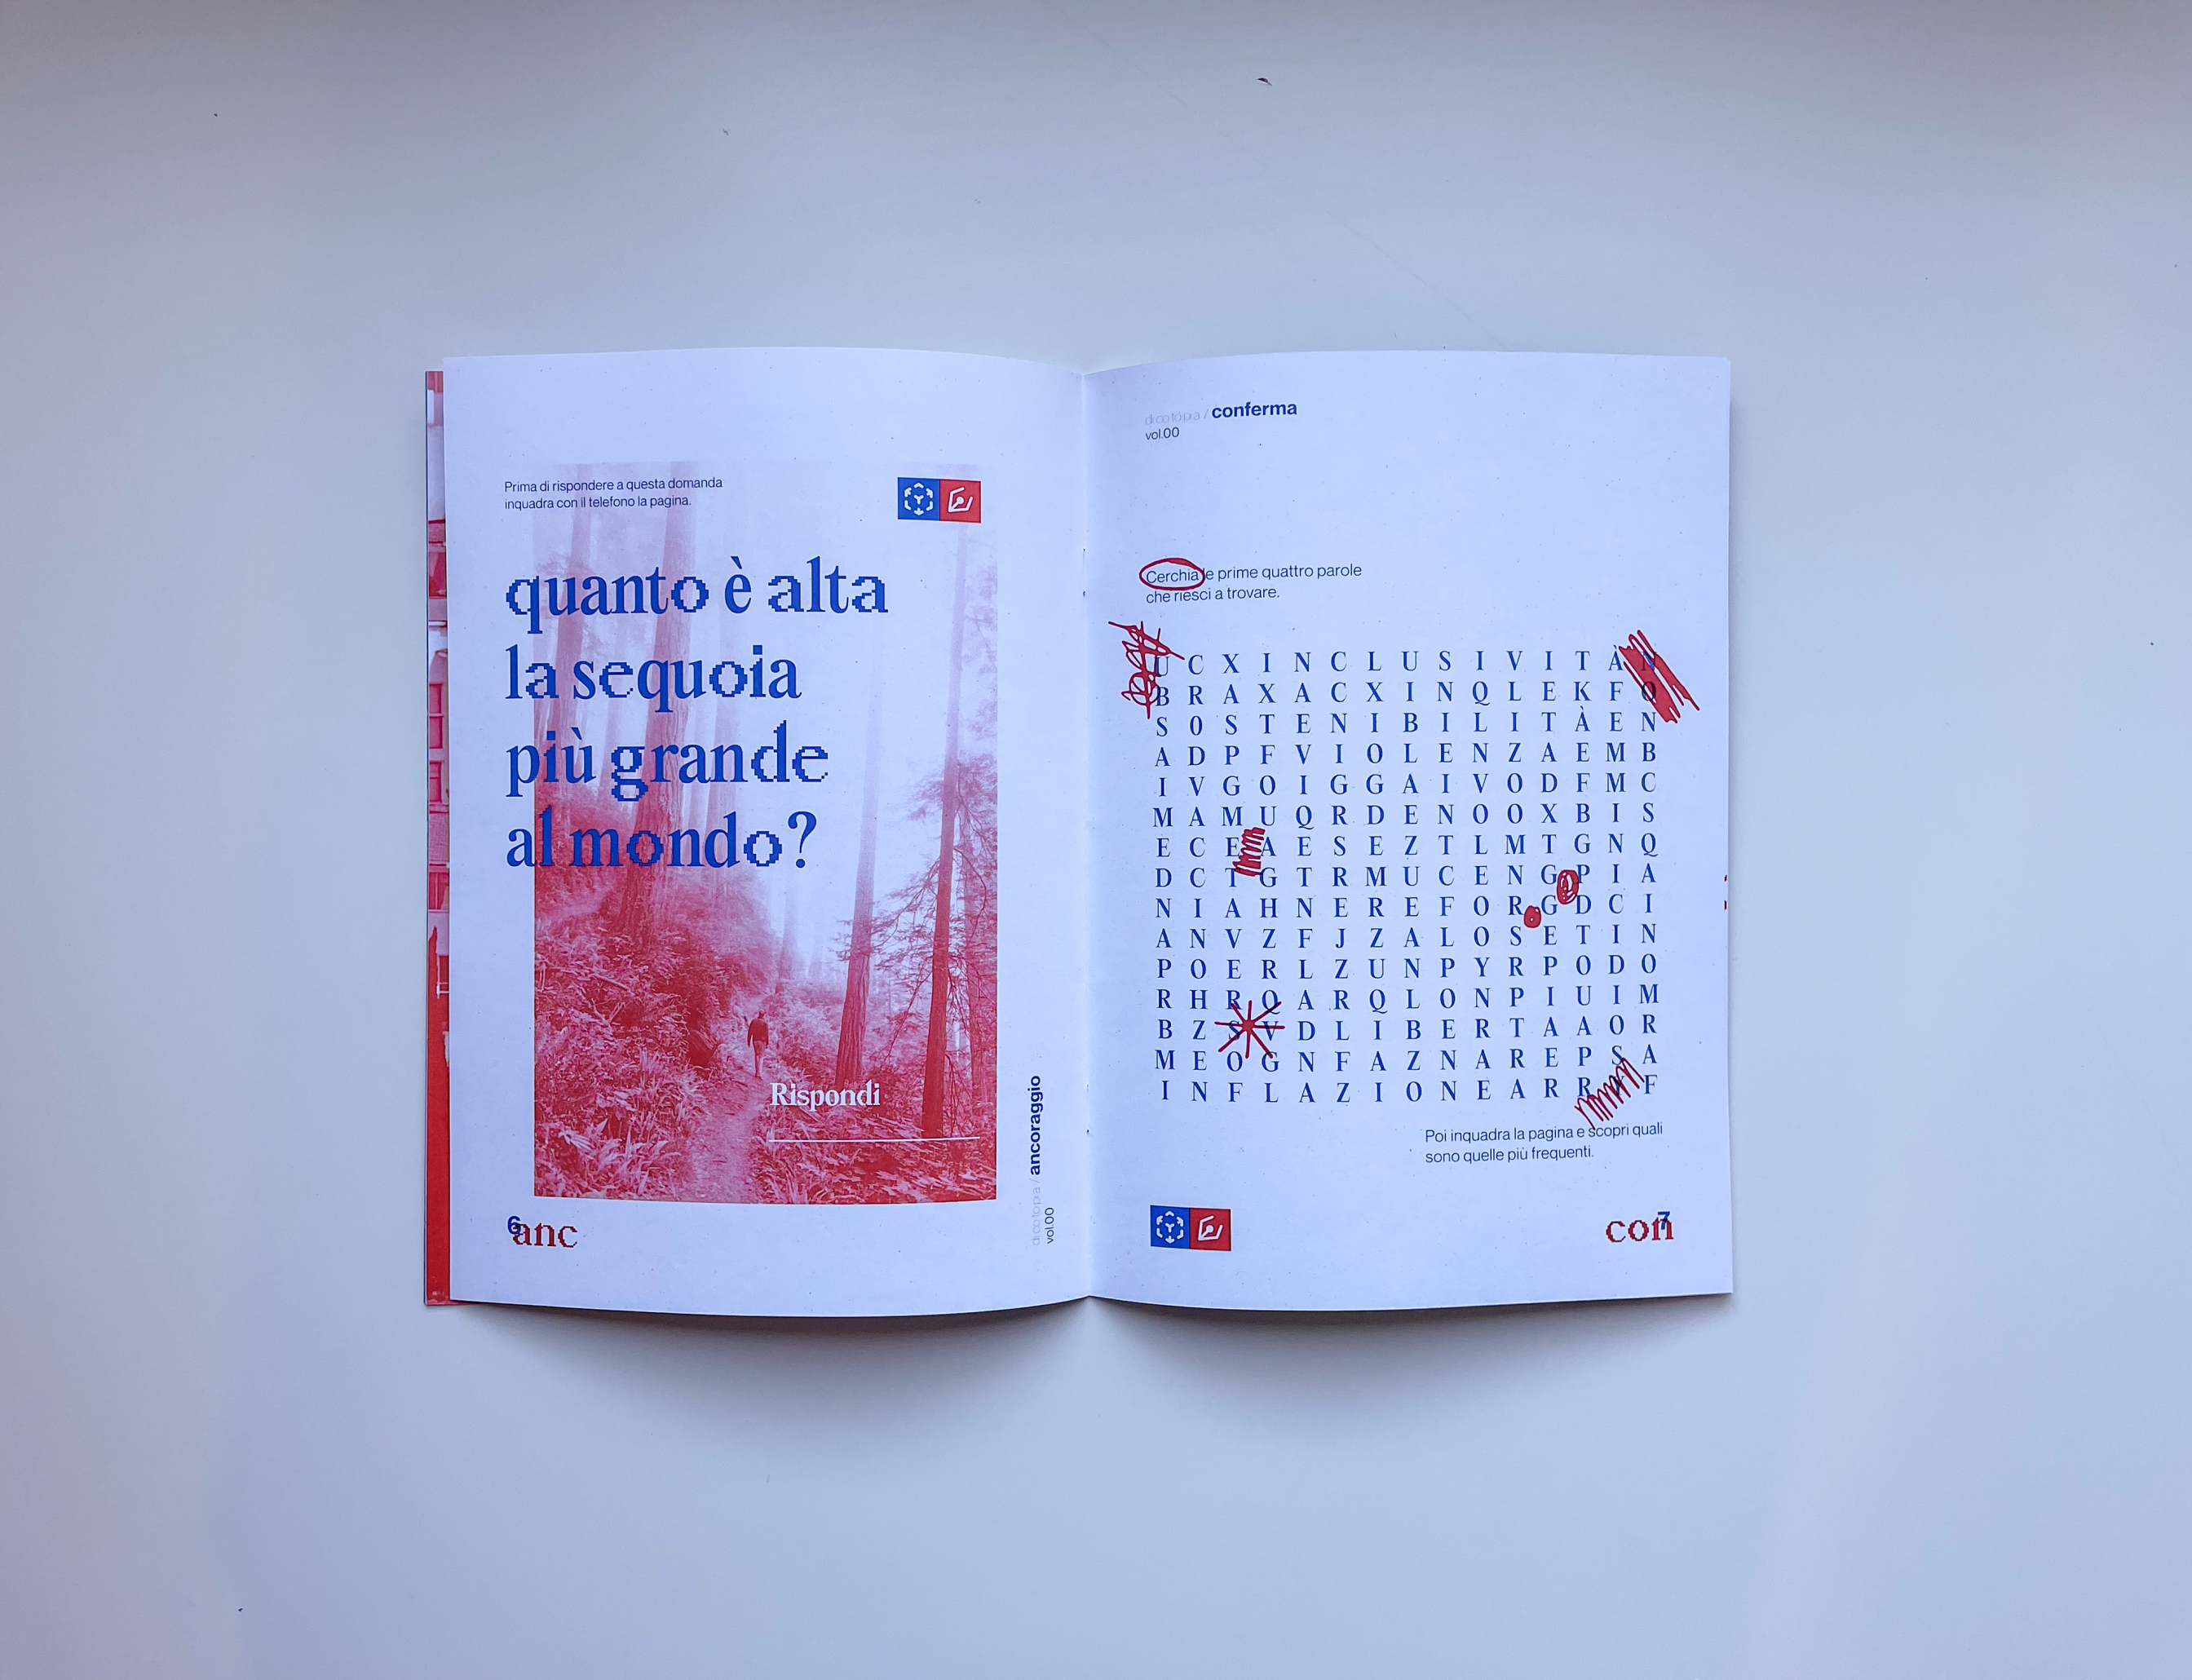 Prima di rispondere a questa domanda
inquadra con il telefono la pagina.
quanto è alta
la sequoia
più grande
al mondo?
Rispondi
6
anc
dicotopia / ancoraggio
vol.00
dicotopia / conferma
vol.00
Cerchia le prime quattro parole
che riesci a trovare.
U C X I N C L U S I V I T À N
B R A X A C X I N Q L E K F O
S O S T E N I B I L I T À E N
A D P F V I O L E N Z A E M B
I V G O I G G A I V O D F M C
M A M U Q R D E N O O X B I S
E C E A E S E Z T L M T G N Q
D C T G T R M U C E N G P I A
N I A H N E R E F O R G D C I
A N V Z F J Z A L O S E T I N
P O E R L Z U N P Y R P O D O
R H R Q A R Q L O N P I U I M
B Z S V D L I B E R T A A O R
M E O G N F A Z N A R E P S A
I N F L A Z I O N E A R R F
Poi inquadra la pagina e scopri quali
sono quelle più frequenti.
con
7